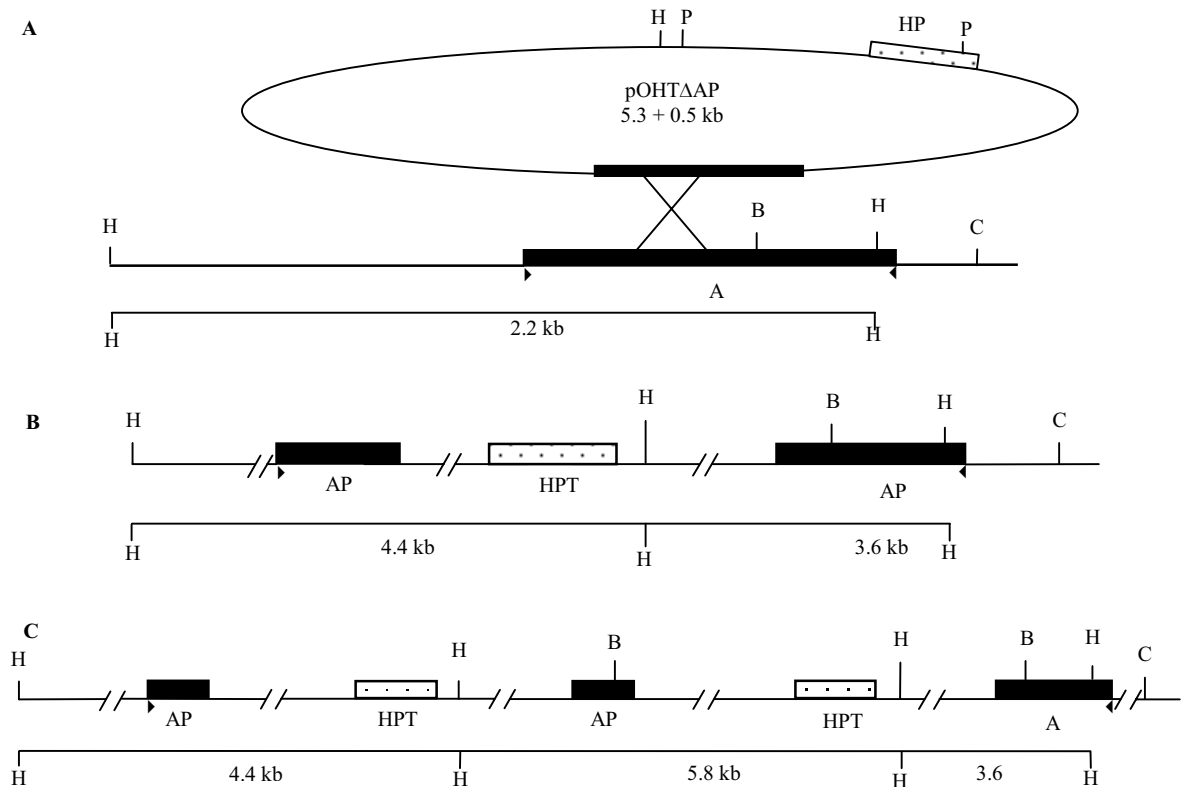 A
H P HP P
pOHTΔAP
5.3 + 0.5 kb
H B H C
A
2.2 kb
H H
B
H H B H C
AP HPT AP
4.4 kb 3.6 kb
H H H
C
H H B H B H C
AP HPT AP HPT A
4.4 kb 5.8 kb 3.6
H H H H